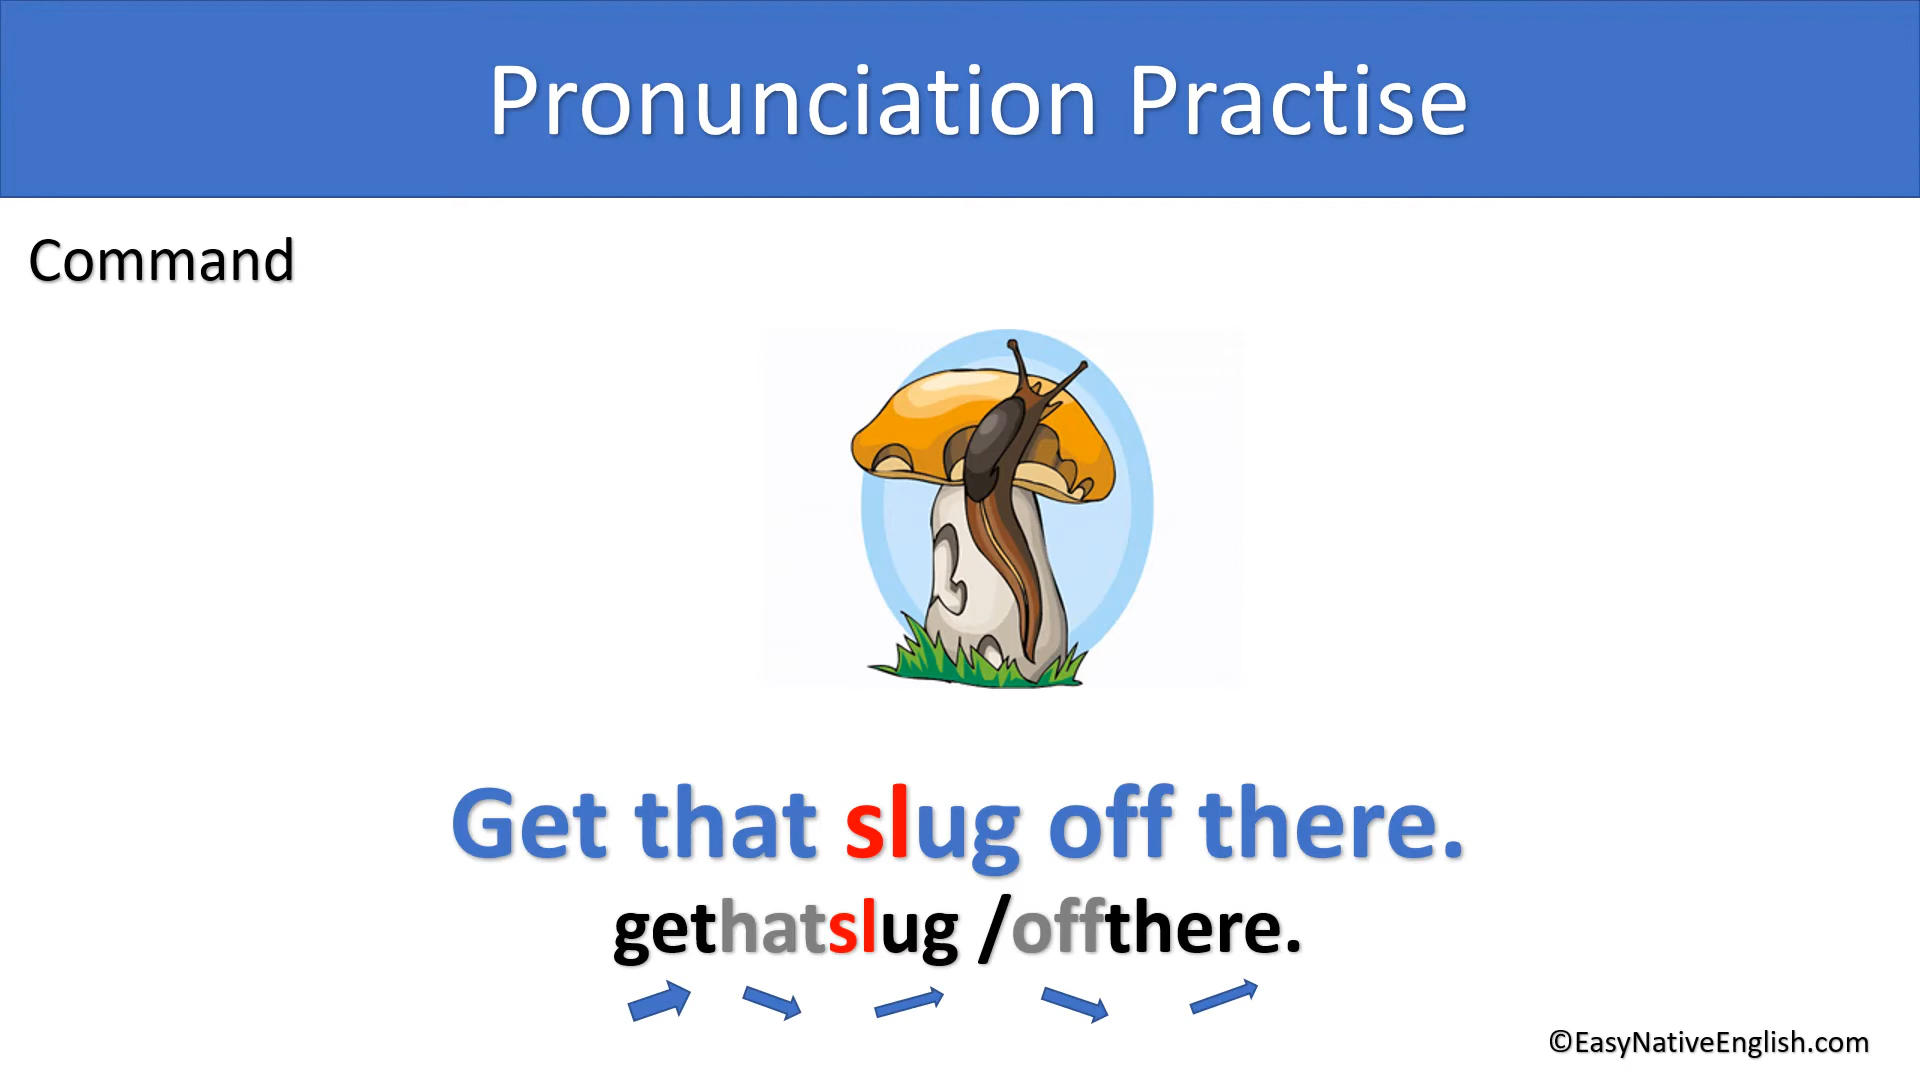 Pronunciation Practise
Command
Get that slug off there.
gethatslug /offthere.
©EasyNativeEnglish.com